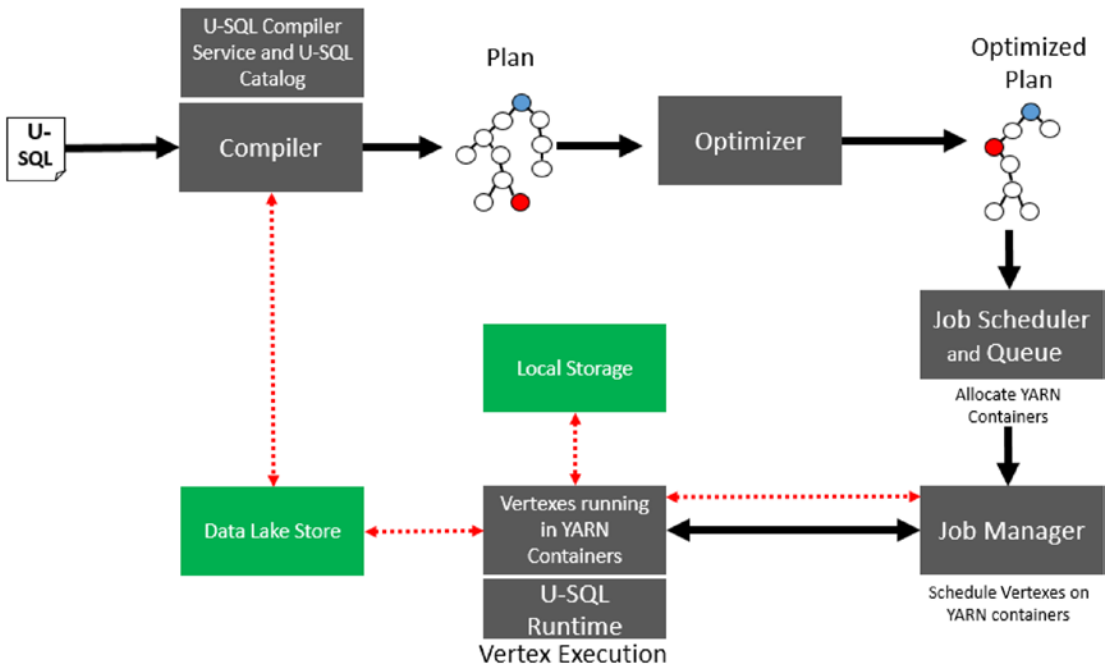 U-SQL Compiler
Service and U-SQL
Catalog
Plan
Optimized
Plan
U-
SQL
Compiler
Optimizer
Job Scheduler
and Queue
Allocate YARN
Containers
Local Storage
Data Lake Store
Vertexes running
in YARN
Containers
Job Manager
U-SQL
Runtime
Schedule Vertexes on
YARN containers
Vertex Execution